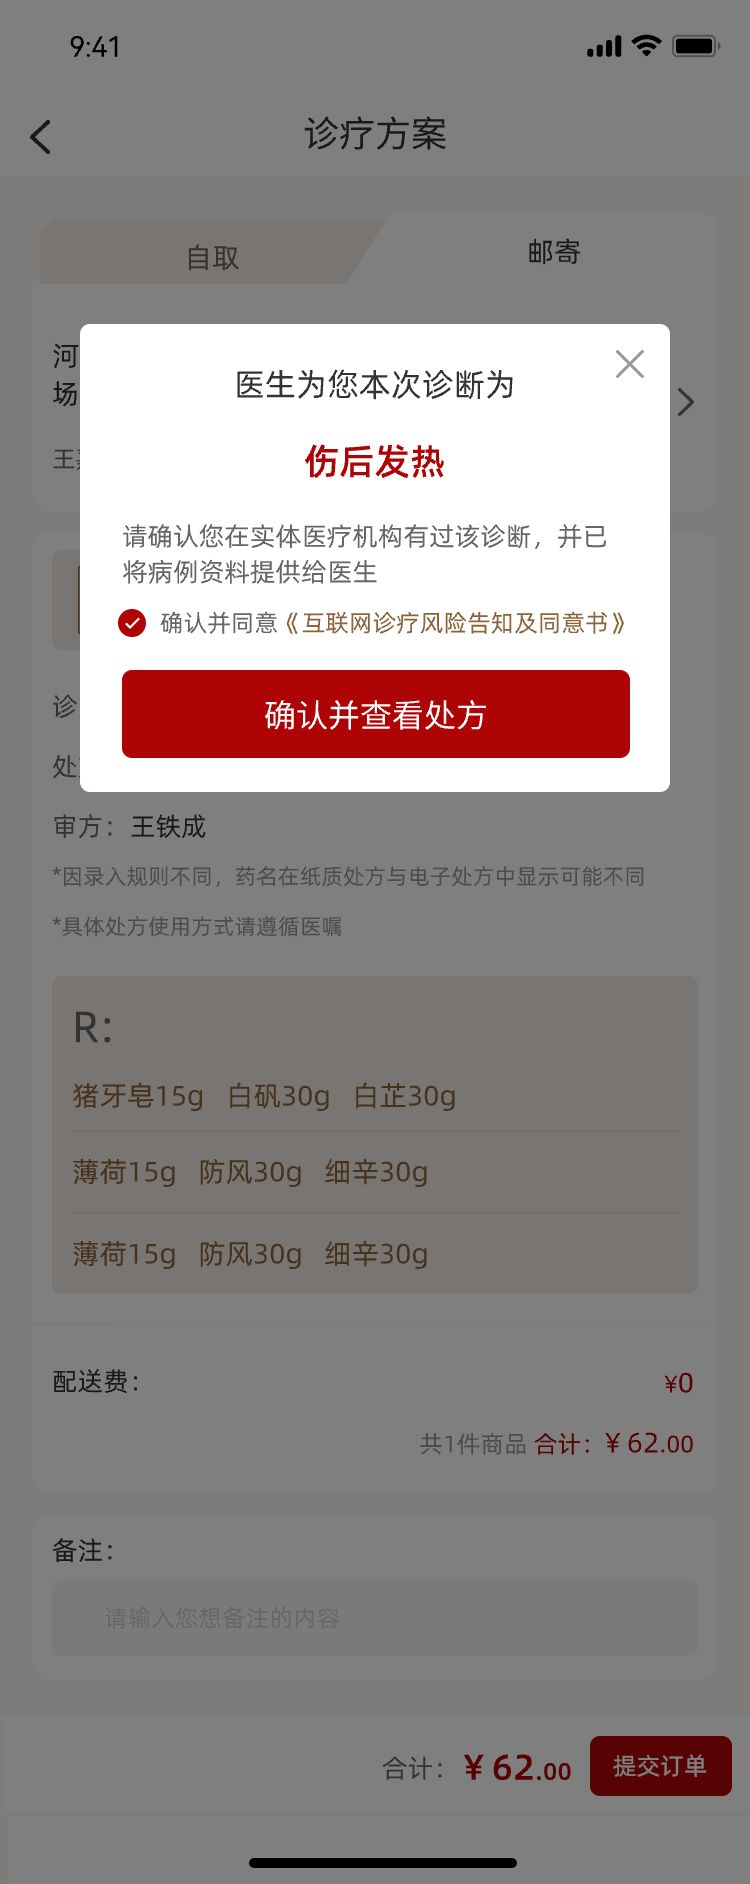 9:41
诊疗方案
自取
邮寄
河
场
医生为您本次诊断为
伤后发热
请确认您在实体医疗机构有过该诊断，并已
将病例资料提供给医生
确认并同意《互联网诊疗风险告知及同意书》
确认并查看处方
诊
处
审方：王铁成
*因录入规则不同，药名在纸质处方与电子处方中显示可能不同
*具体处方使用方式请遵循医嘱
R:
猪牙皂15g 白矾30g 白芷30g
薄荷15g 防风30g 细辛30g
薄荷15g 防风30g 细辛30g
配送费：
¥0
共1件商品 合计：¥ 62.00
备注：
请输入您想备注的内容
合计：¥ 62.00
提交订单